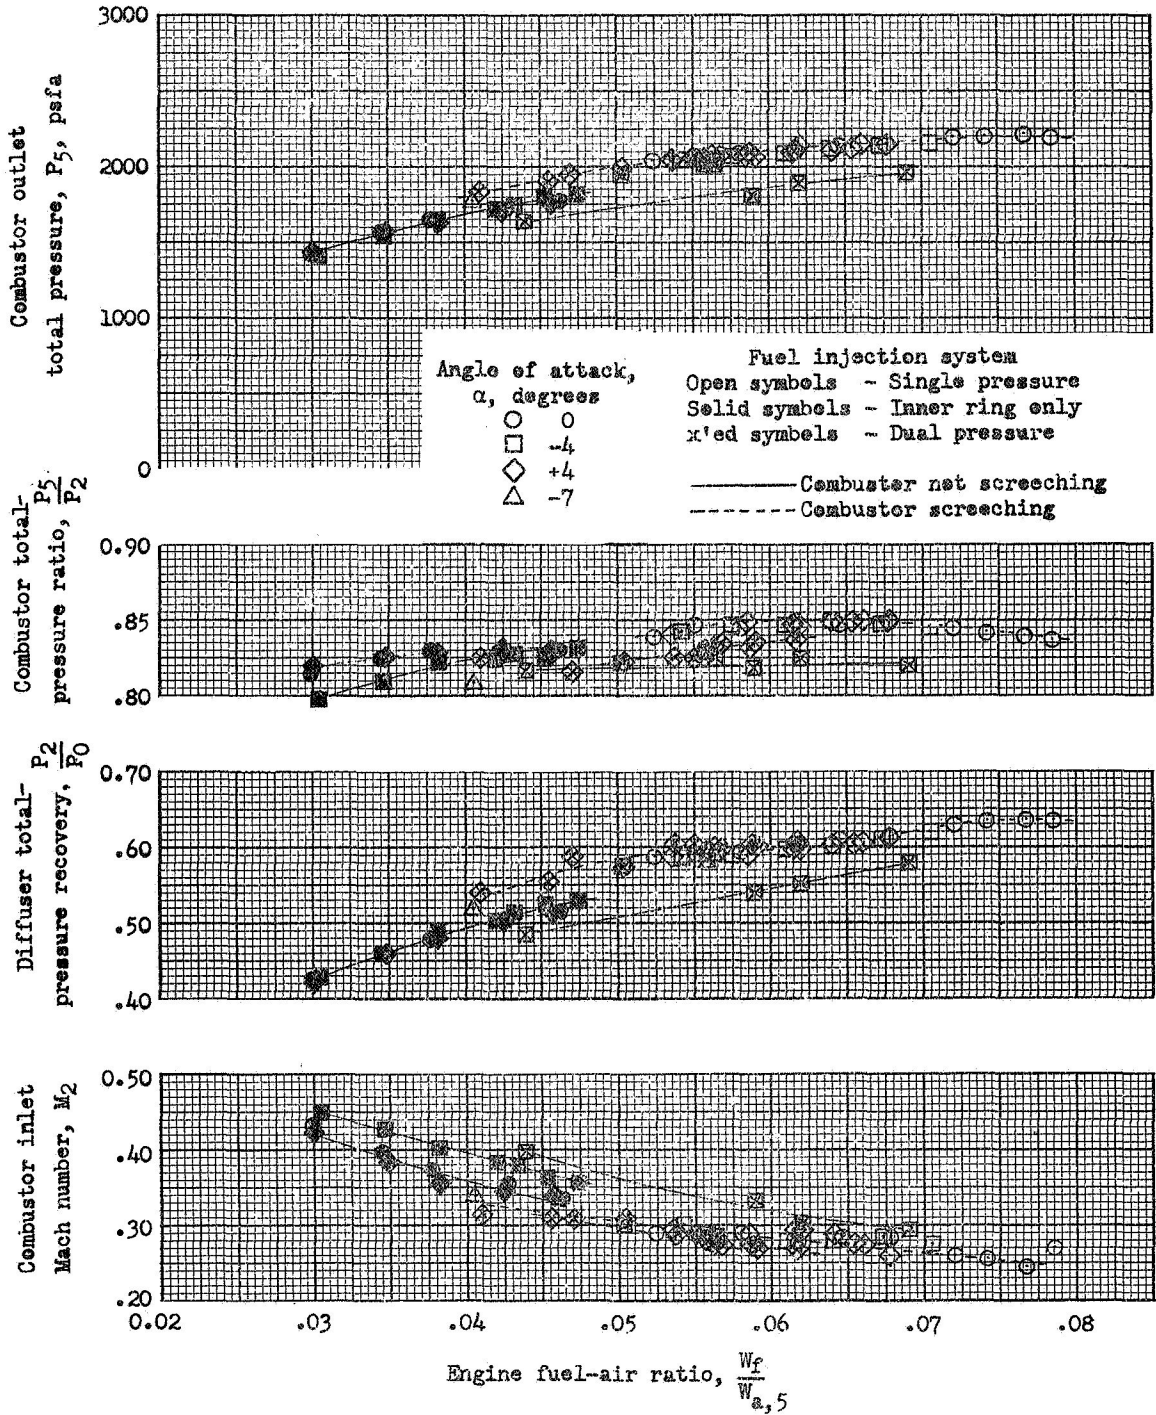 3000
2000
1000
0
Combustor outlet
total pressure, P5, psfa
Angle of attack,
α, degrees
0
-4
+4
-7
Fuel injection system
Open symbols - Single pressure
Solid symbols - Inner ring only
x'ed symbols - Dual pressure
Combustor not screeching
Combustor screeching
Combustor total-
pressure ratio, P5/P2
0.90
.85
.80
Diffuser total-
pressure recovery, P2/P0
0.70
.60
.50
.40
Combustor inlet
Mach number, M2
0.50
.40
.30
.20
0.02 .03 .04 .05 .06 .07 .08
Engine fuel-air ratio, Wf/Wa,5